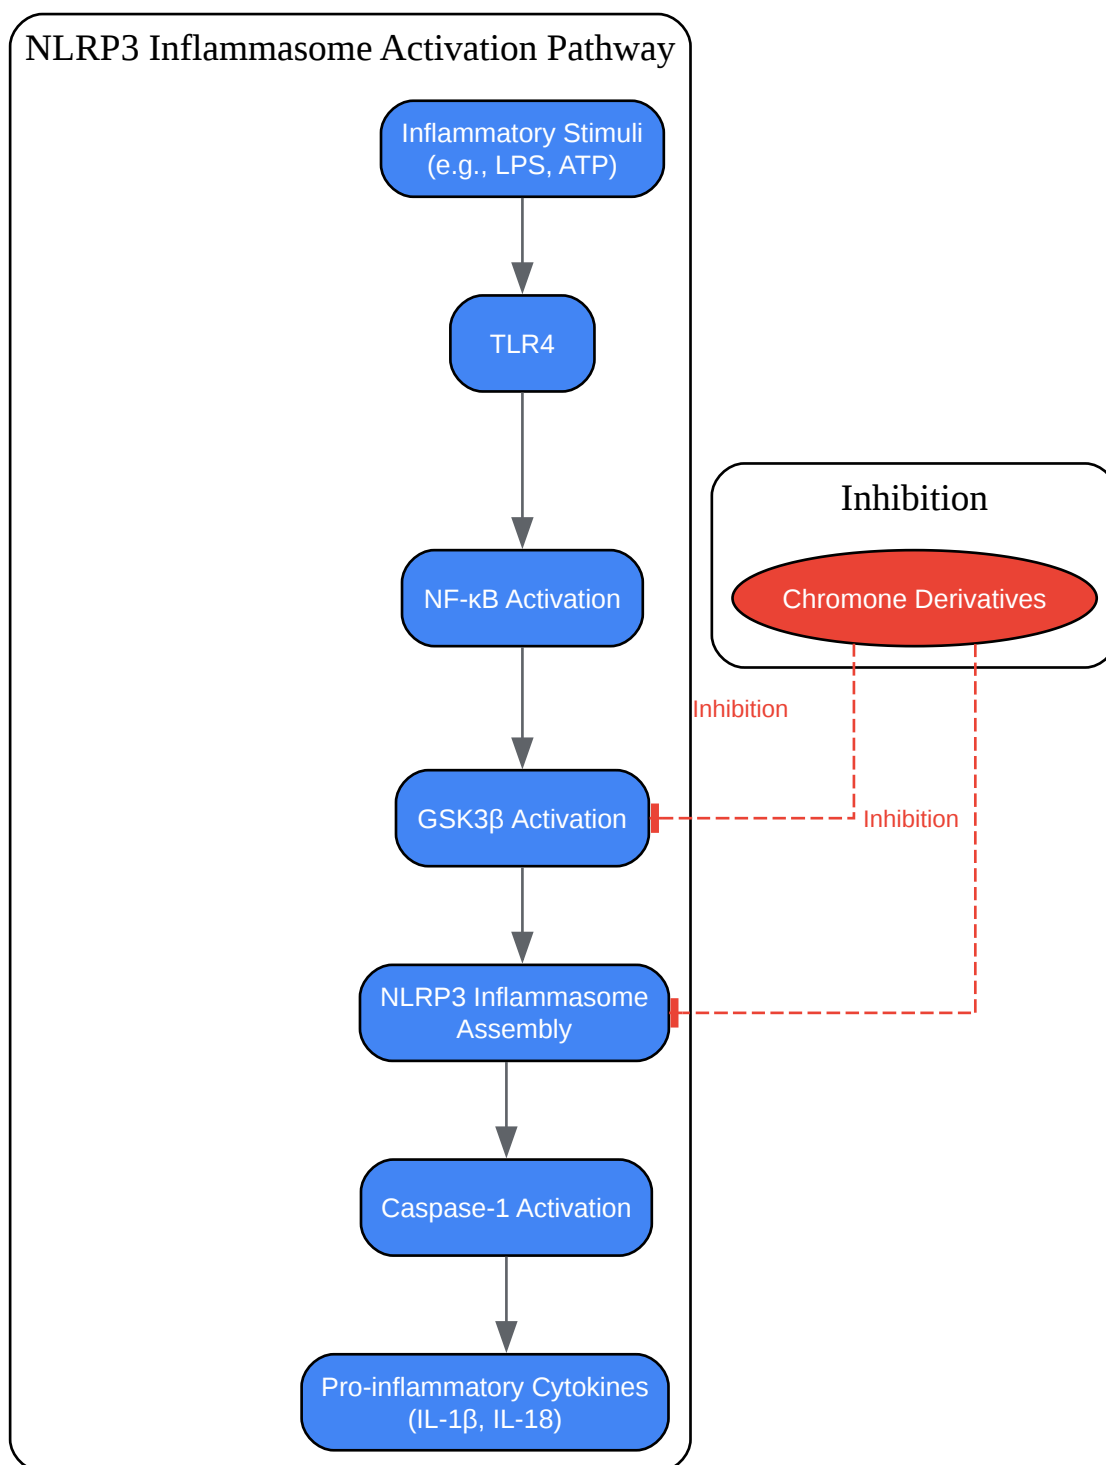 NLRP3 Inflammasome Activation Pathway
Inflammatory Stimuli
(e.g., LPS, ATP)
TLR4
NF-κB Activation
Inhibition
Chromone Derivatives
Inhibition
GSK3β Activation
Inhibition
NLRP3 Inflammasome
Assembly
Caspase-1 Activation
Pro-inflammatory Cytokines
(IL-1β, IL-18)